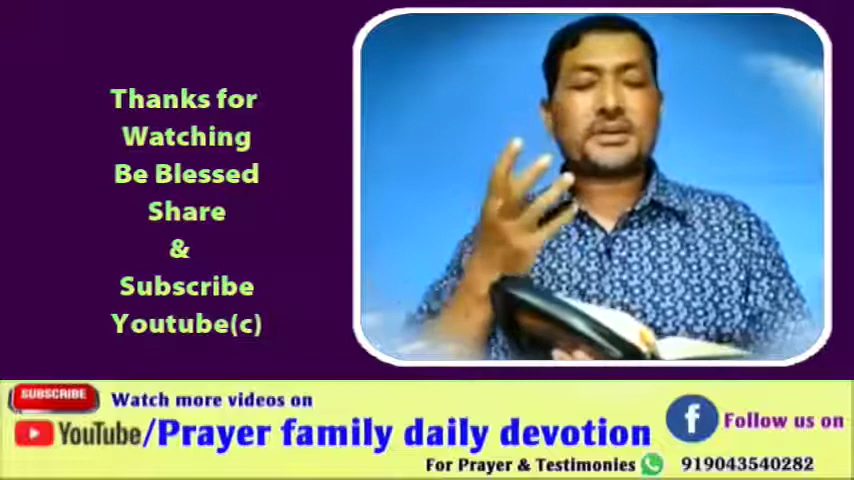 Thanks for
Watching
Be Blessed
Share
&
Subscribe
Youtube(c)
SUBSCRIBE
Watch more videos on
YouTube/Prayer family daily devotion
f
Follow us on
For Prayer & Testimonies 919043540282